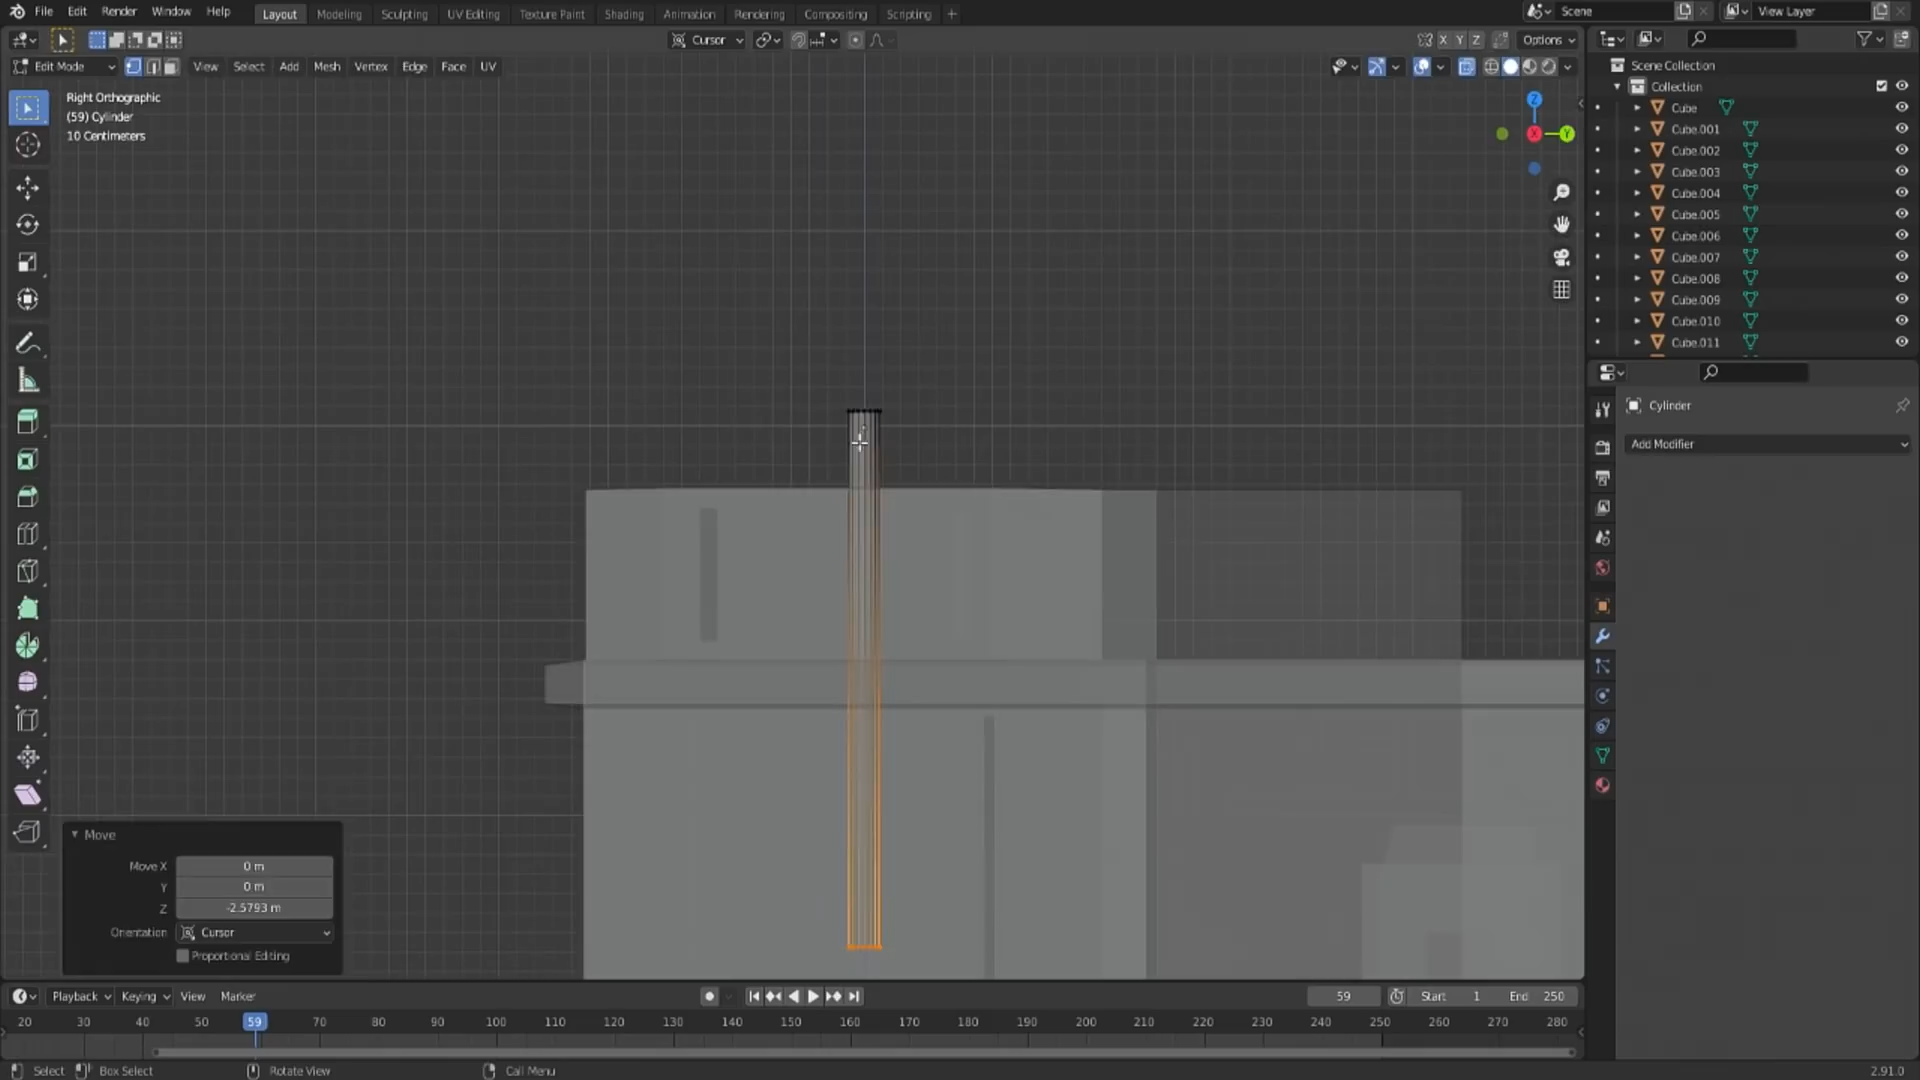 File Edit Render Window Help Layout Modeling Sculpting UV Editing Texture Paint Shading Animation Rendering Compositing Scripting + Scene View Layer
Cursor X Y Z Options
Edit Mode View Select Add Mesh Vertex Edge Face UV
Right Orthographic
(59) Cylinder
10 Centimeters
Z
X
Y
Scene Collection
Collection
Cube
Cube.001
Cube.002
Cube.003
Cube.004
Cube.005
Cube.006
Cube.007
Cube.008
Cube.009
Cube.010
Cube.011
Cylinder
Add Modifier
Move
Move X 0 m
Y 0 m
Z -2.5793 m
Orientation Cursor
Proportional Editing
Playback Keying View Marker 59 Start 1 End 250
20 30 40 50 59 70 80 90 100 110 120 130 140 150 160 170 180 190 200 210 220 230 240 250 260 270 280
Select Box Select Rotate View Call Menu 2.91.0